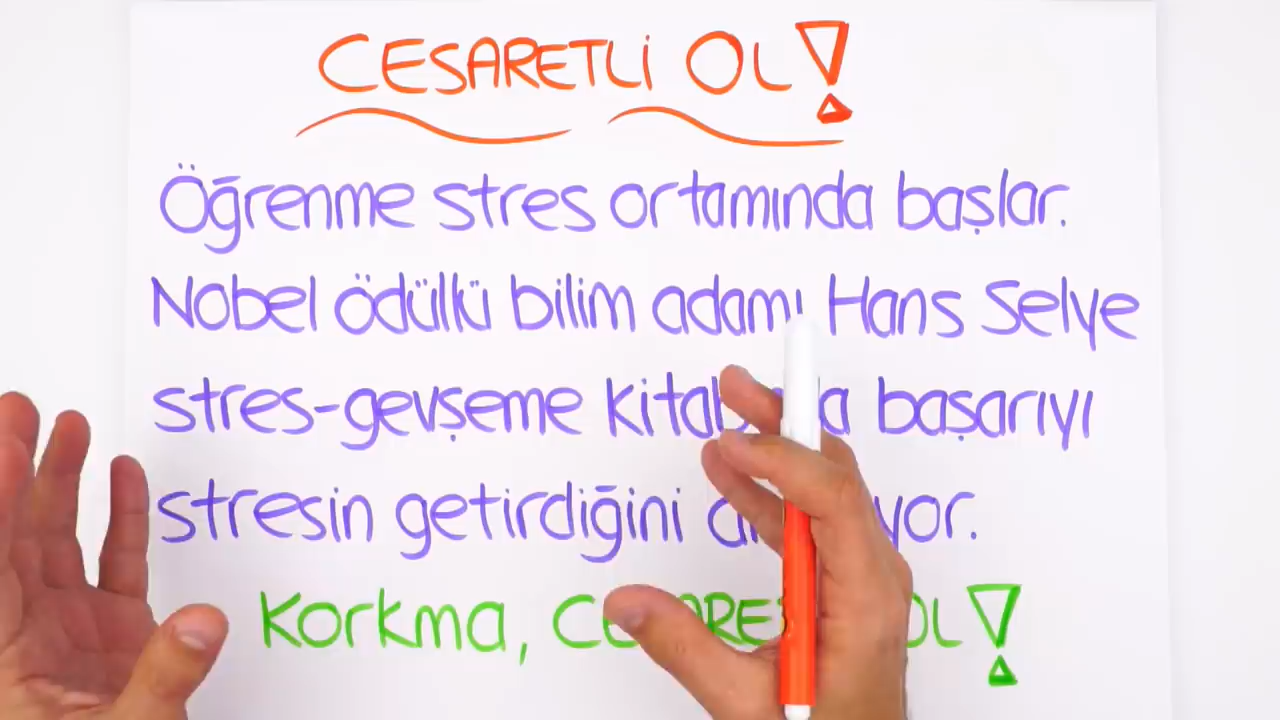 CESARETLİ OL!
Öğrenme stres ortamında başlar.
Nobel ödüllü bilim adamı Hans Selye
stres-gevşeme başarıyı
stresin getirdiğini
Korkma, OL!